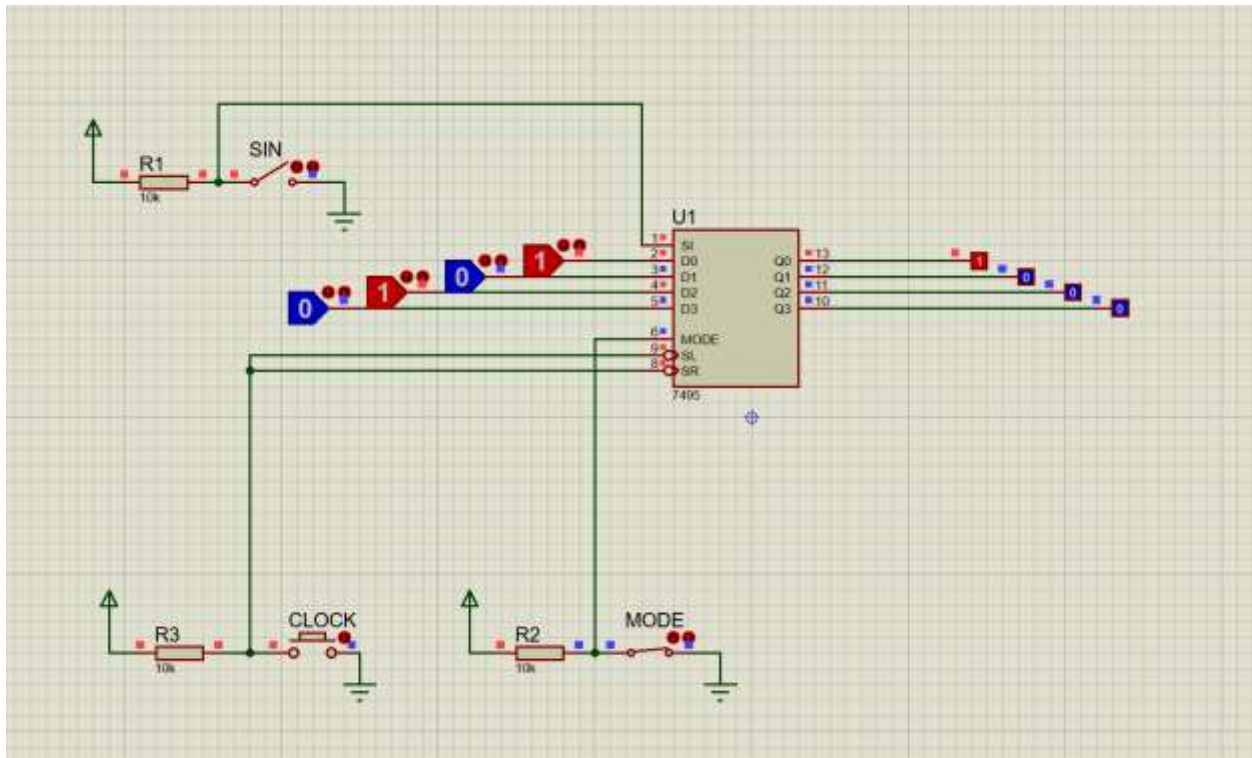 SIN
R1
10k
U1
1 SI
1 2 D0 Q0 13 1
0 3 D1 Q1 12 0
1 4 D2 Q2 11 0
0 5 D3 Q3 10 0
6 MODE
9 SL
8 SR
7495
CLOCK MODE
R3 R2
10k 10k